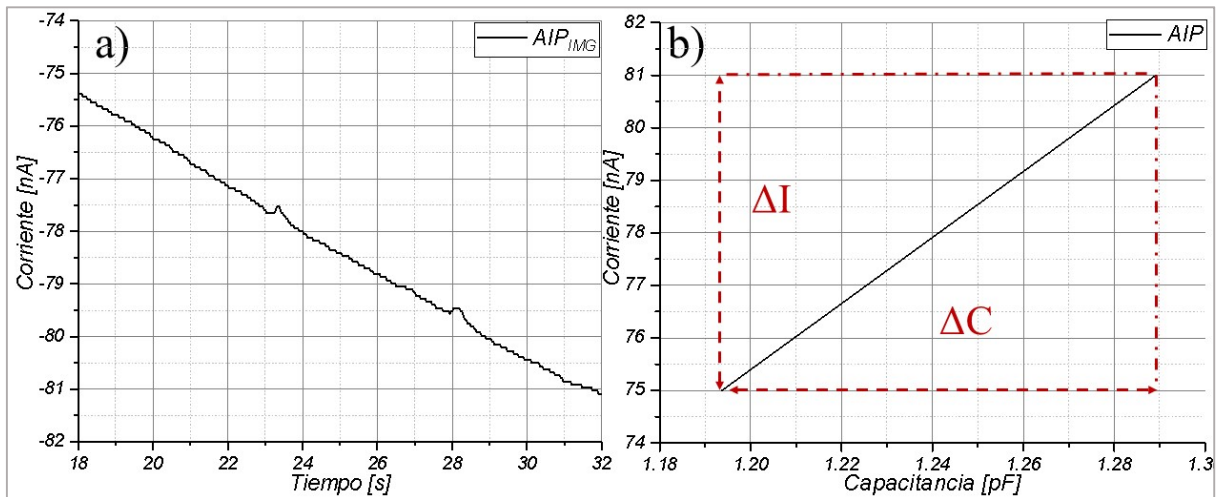 a)
AIP_IMG
Corriente [nA]
-74
-75
-76
-77
-78
-79
-80
-81
-82
18 20 22 24 26 28 30 32
Tiempo [s]
b)
AIP
Corriente [nA]
81
80
79
78
77
76
75
74
ΔI
ΔC
1.18 1.20 1.22 1.24 1.26 1.28 1.3
Capacitancia [pF]